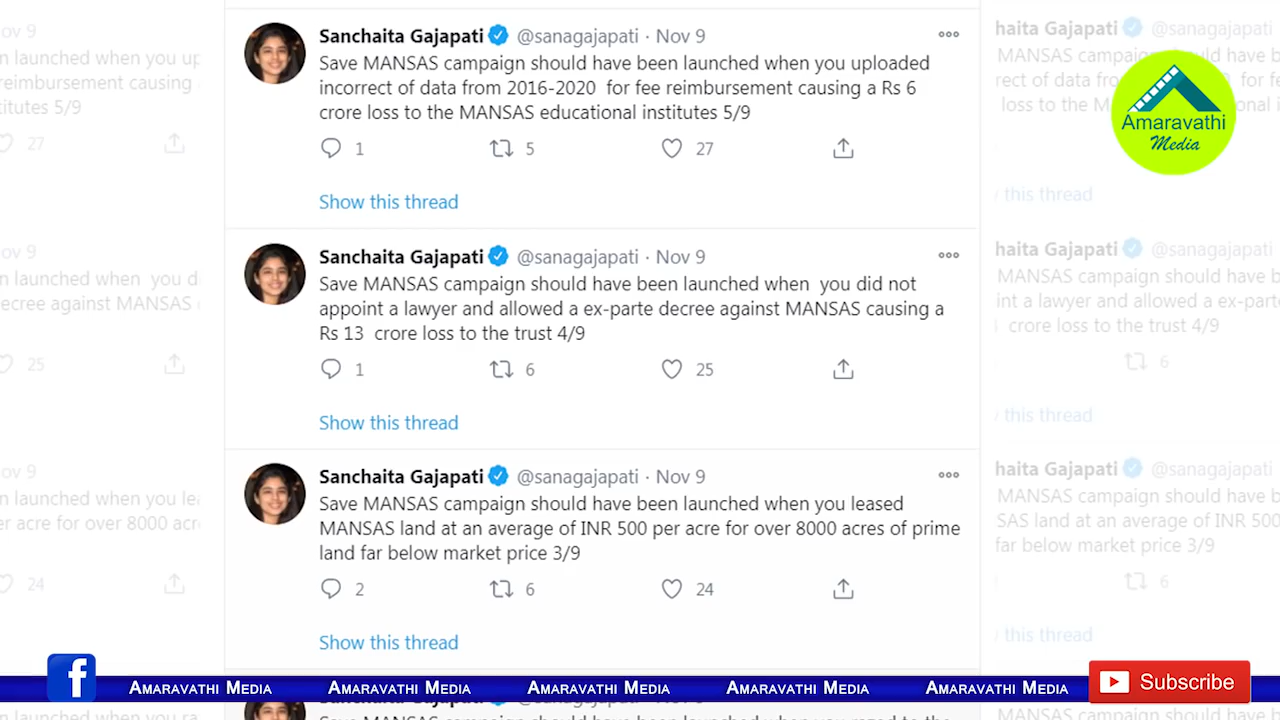 Sanchaita Gajapati @sanagajapati · Nov 9
Save MANSAS campaign should have been launched when you uploaded
incorrect of data from 2016-2020 for fee reimbursement causing a Rs 6
crore loss to the MANSAS educational institutes 5/9
1 5 27
Show this thread
Sanchaita Gajapati @sanagajapati · Nov 9
Save MANSAS campaign should have been launched when you did not
appoint a lawyer and allowed a ex-parte decree against MANSAS causing a
Rs 13 crore loss to the trust 4/9
1 6 25
Show this thread
Sanchaita Gajapati @sanagajapati · Nov 9
Save MANSAS campaign should have been launched when you leased
MANSAS land at an average of INR 500 per acre for over 8000 acres of prime
land far below market price 3/9
2 6 24
Show this thread
Amaravathi
Media
f Amaravathi Media Amaravathi Media Amaravathi Media Amaravathi Media Amaravathi Media Subscribe